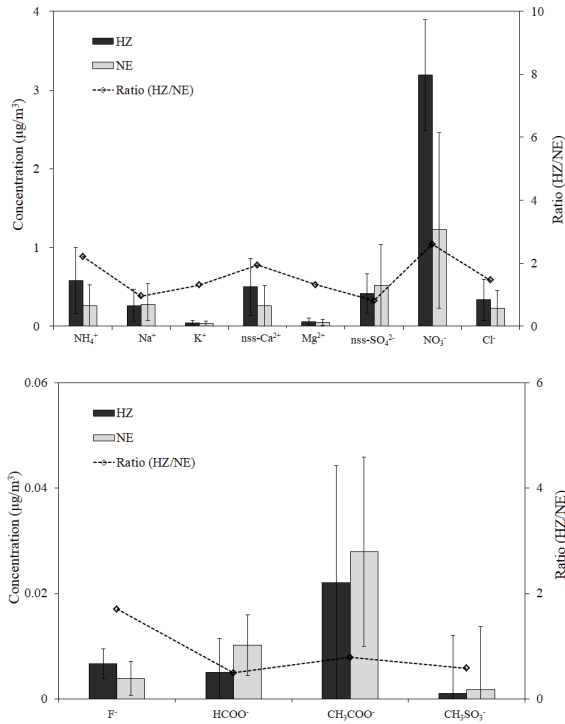 4
3
2
1
0
Concentration (μg/m³)
10
8
6
4
2
0
Ratio (HZ/NE)
HZ
NE
Ratio (HZ/NE)
NH₄⁺ Na⁺ K⁺ nss-Ca²⁺ Mg²⁺ nss-SO₄²⁻ NO₃⁻ Cl⁻
0.06
0.04
0.02
0
Concentration (μg/m³)
6
4
2
0
Ratio (HZ/NE)
HZ
NE
Ratio (HZ/NE)
F⁻ HCOO⁻ CH₃COO⁻ CH₃SO₃⁻